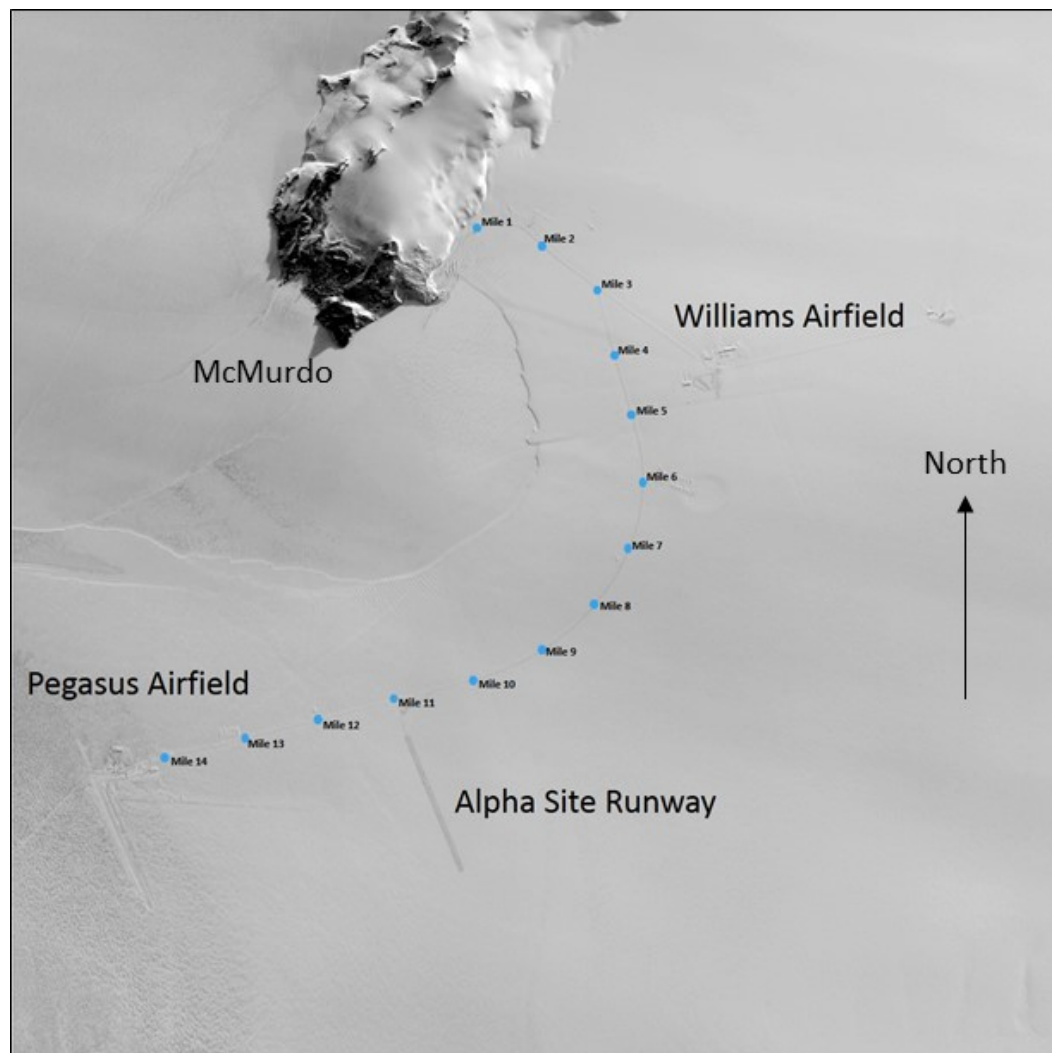 Mile 1
Mile 2
Mile 3
Williams Airfield
Mile 4
McMurdo
Mile 5
North
Mile 6
Mile 7
Mile 8
Mile 9
Pegasus Airfield
Mile 10
Mile 11
Mile 12
Mile 13
Mile 14
Alpha Site Runway